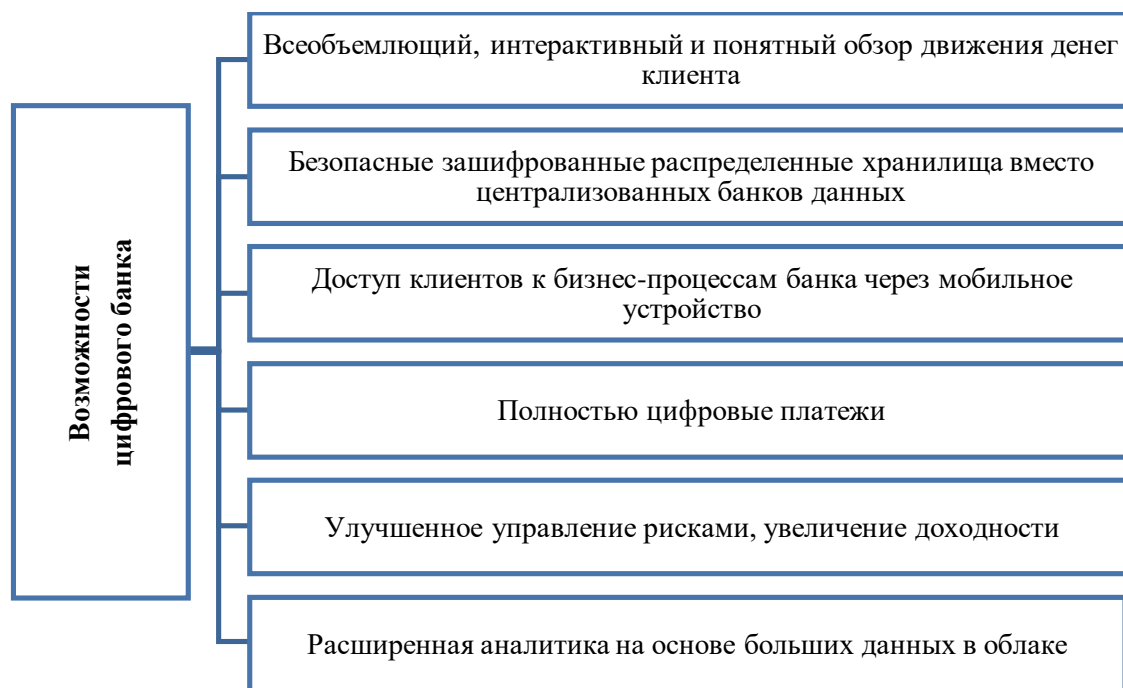 Возможности
цифрового банка
Всеобъемлющий, интерактивный и понятный обзор движения денег
клиента
Безопасные зашифрованные распределенные хранилища вместо
централизованных банков данных
Доступ клиентов к бизнес-процессам банка через мобильное
устройство
Полностью цифровые платежи
Улучшенное управление рисками, увеличение доходности
Расширенная аналитика на основе больших данных в облаке